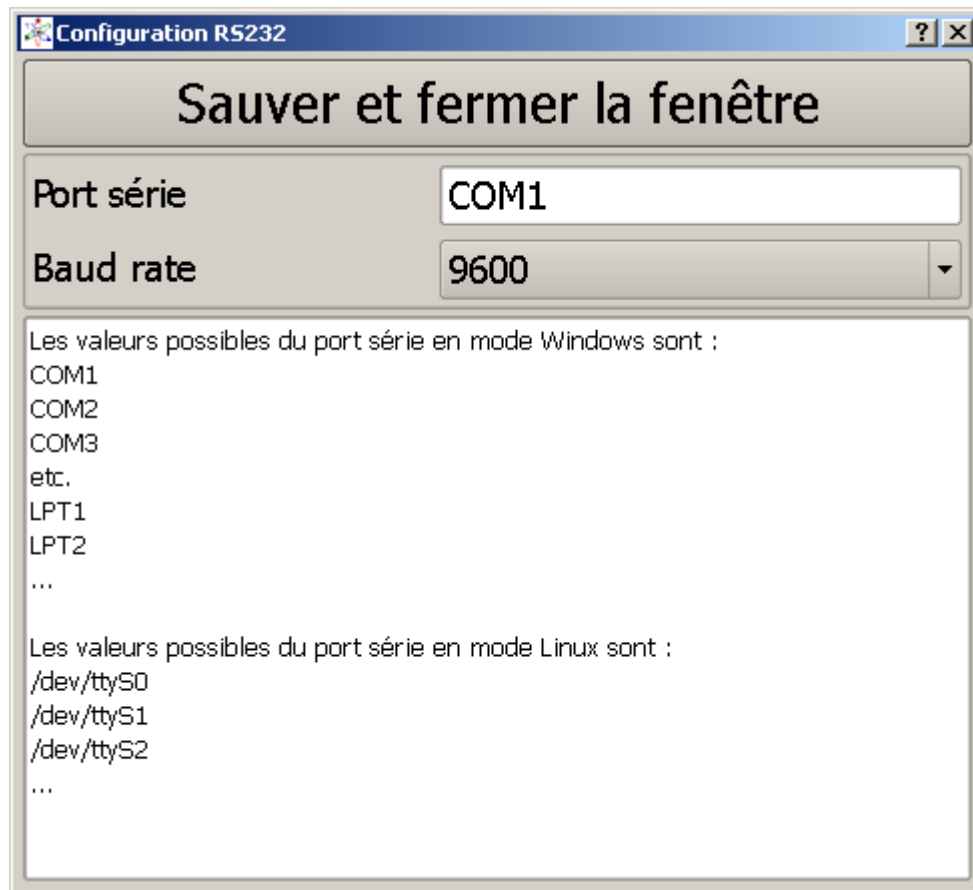 Configuration RS232
Sauver et fermer la fenêtre
Port série
COM1
Baud rate
9600
Les valeurs possibles du port série en mode Windows sont :
COM1
COM2
COM3
etc.
LPT1
LPT2
...
Les valeurs possibles du port série en mode Linux sont :
/dev/ttyS0
/dev/ttyS1
/dev/ttyS2
...